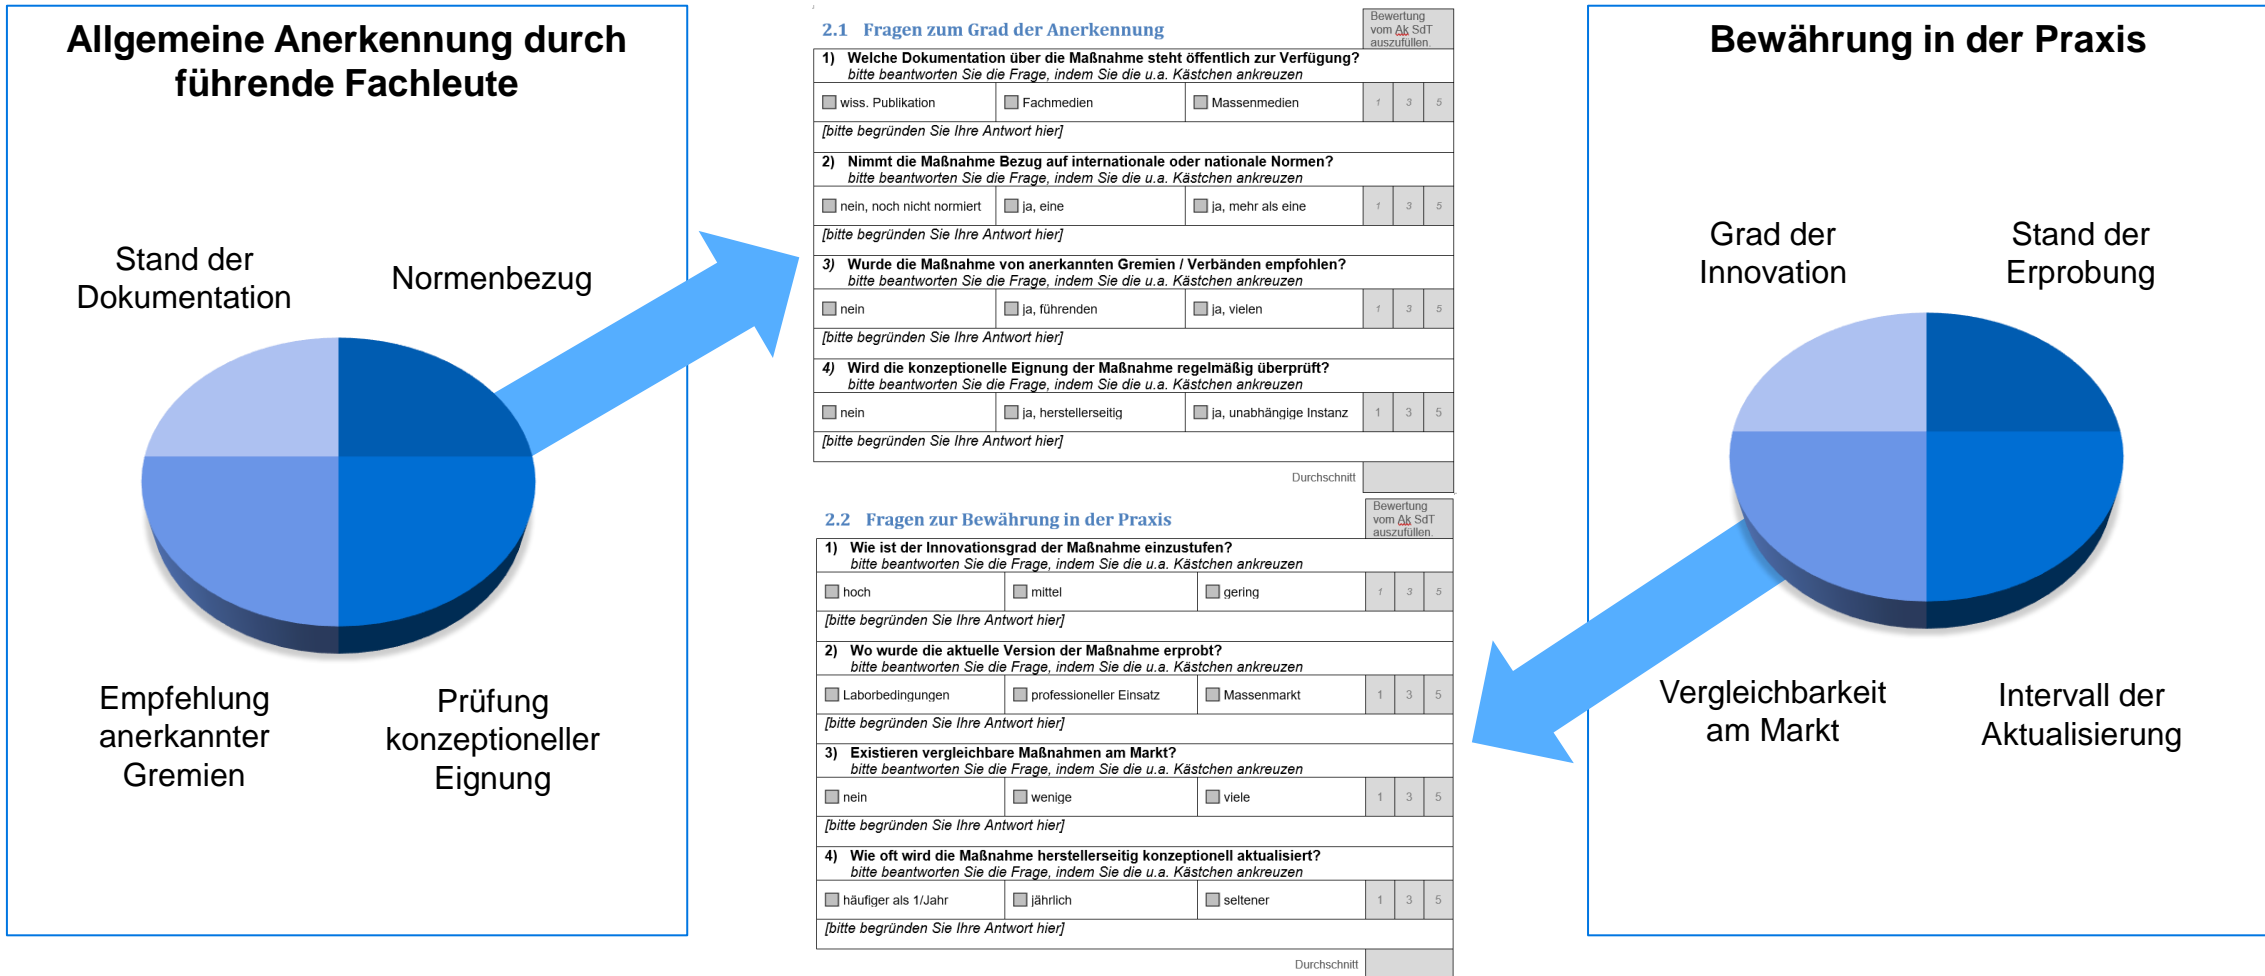 Allgemeine Anerkennung durch
führende Fachleute
Stand der
Dokumentation
Normenbezug
Empfehlung
anerkannter
Gremien
Prüfung
konzeptioneller
Eignung
2.1 Fragen zum Grad der Anerkennung
Bewertung
vom Ak SdT
auszufüllen.
1) Welche Dokumentation über die Maßnahme steht öffentlich zur Verfügung?
bitte beantworten Sie die Frage, indem Sie die u.a. Kästchen ankreuzen
wiss. Publikation Fachmedien Massenmedien 1 3 5
[bitte begründen Sie Ihre Antwort hier]
2) Nimmt die Maßnahme Bezug auf internationale oder nationale Normen?
bitte beantworten Sie die Frage, indem Sie die u.a. Kästchen ankreuzen
nein, noch nicht normiert ja, eine ja, mehr als eine 1 3 5
[bitte begründen Sie Ihre Antwort hier]
3) Wurde die Maßnahme von anerkannten Gremien / Verbänden empfohlen?
bitte beantworten Sie die Frage, indem Sie die u.a. Kästchen ankreuzen
nein ja, führenden ja, vielen 1 3 5
[bitte begründen Sie Ihre Antwort hier]
4) Wird die konzeptionelle Eignung der Maßnahme regelmäßig überprüft?
bitte beantworten Sie die Frage, indem Sie die u.a. Kästchen ankreuzen
nein ja, herstellerseitig ja, unabhängige Instanz 1 3 5
[bitte begründen Sie Ihre Antwort hier]
Durchschnitt
2.2 Fragen zur Bewährung in der Praxis
Bewertung
vom Ak SdT
auszufüllen.
1) Wie ist der Innovationsgrad der Maßnahme einzustufen?
bitte beantworten Sie die Frage, indem Sie die u.a. Kästchen ankreuzen
hoch mittel gering 1 3 5
[bitte begründen Sie Ihre Antwort hier]
2) Wo wurde die aktuelle Version der Maßnahme erprobt?
bitte beantworten Sie die Frage, indem Sie die u.a. Kästchen ankreuzen
Laborbedingungen professioneller Einsatz Massenmarkt 1 3 5
[bitte begründen Sie Ihre Antwort hier]
3) Existieren vergleichbare Maßnahmen am Markt?
bitte beantworten Sie die Frage, indem Sie die u.a. Kästchen ankreuzen
nein wenige viele 1 3 5
[bitte begründen Sie Ihre Antwort hier]
4) Wie oft wird die Maßnahme herstellerseitig konzeptionell aktualisiert?
bitte beantworten Sie die Frage, indem Sie die u.a. Kästchen ankreuzen
häufiger als 1/Jahr jährlich seltener 1 3 5
[bitte begründen Sie Ihre Antwort hier]
Durchschnitt
Bewährung in der Praxis
Grad der
Innovation
Stand der
Erprobung
Vergleichbarkeit
am Markt
Intervall der
Aktualisierung